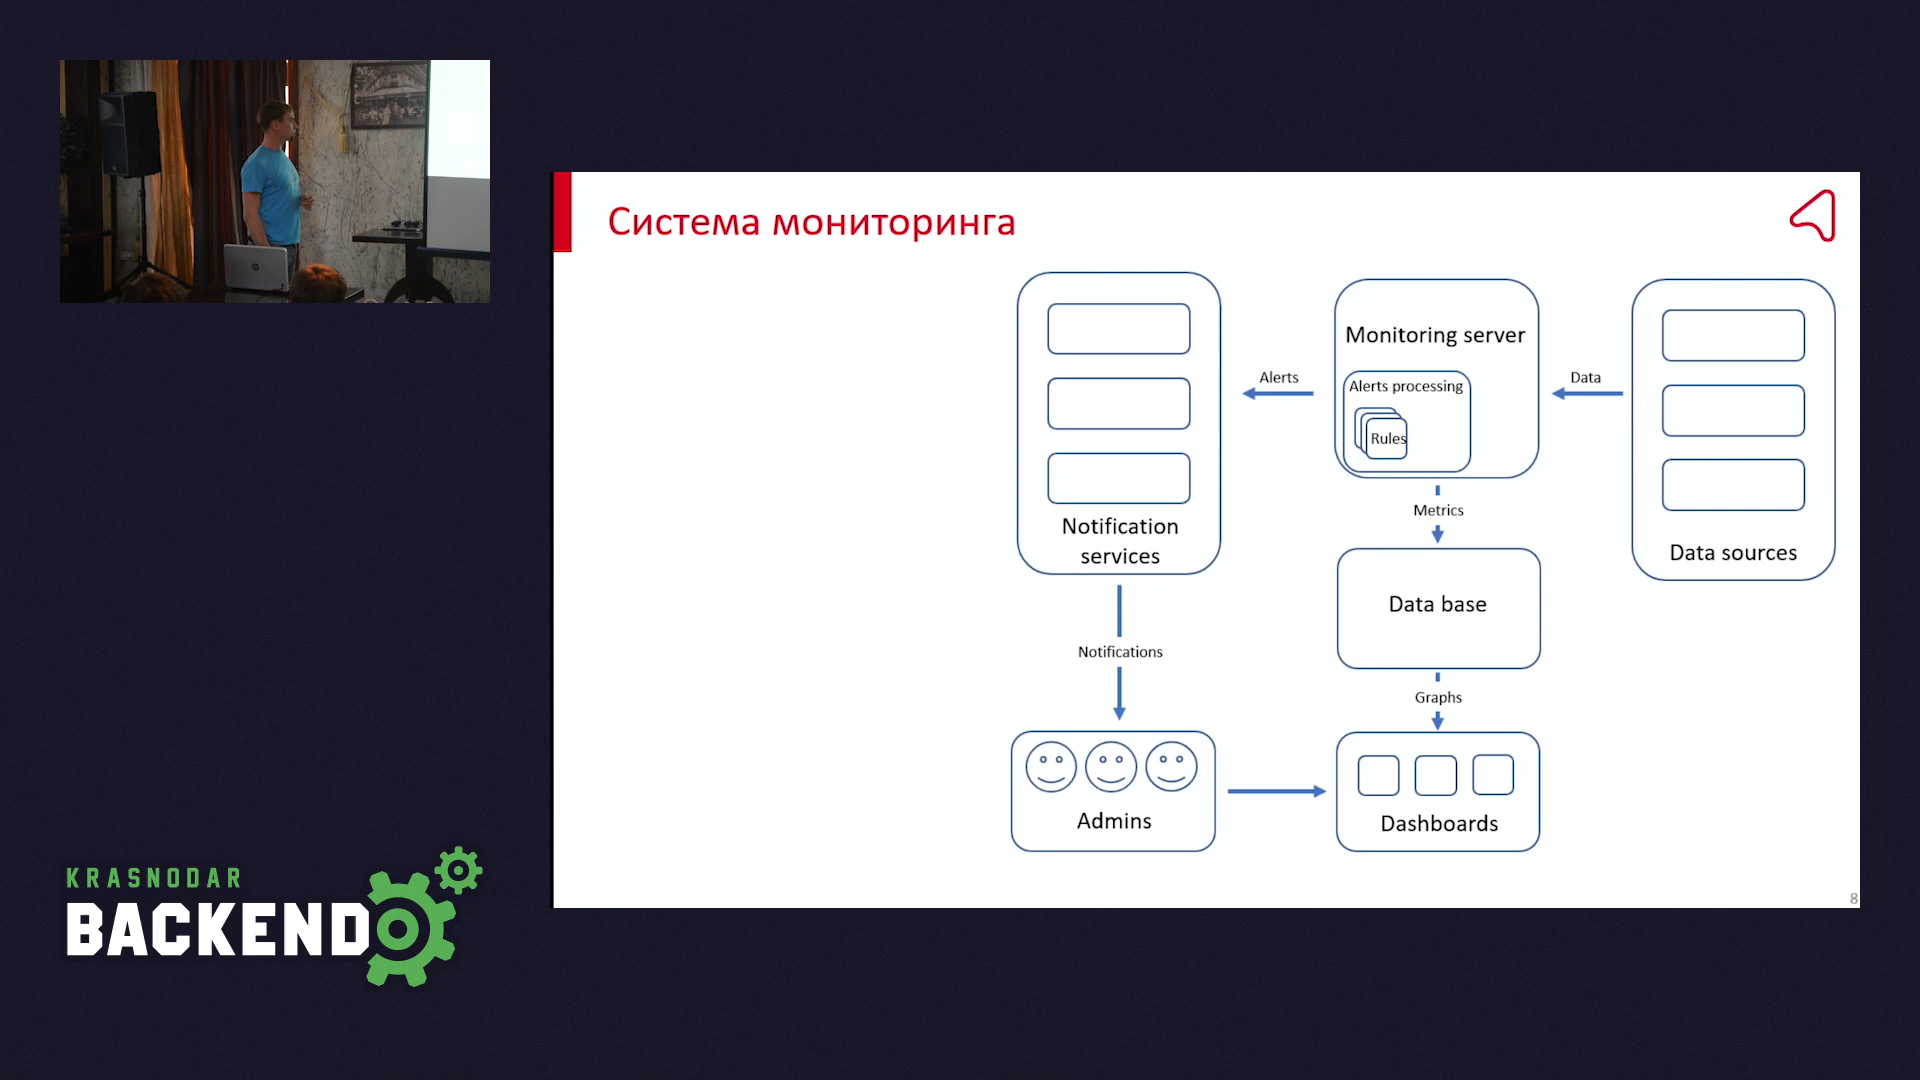 Система мониторинга
Monitoring server
Alerts
Alerts processing
Data
Rules
Metrics
Notification
services
Data sources
Data base
Notifications
Graphs
Admins
Dashboards
8
KRASNODAR
BACKEND